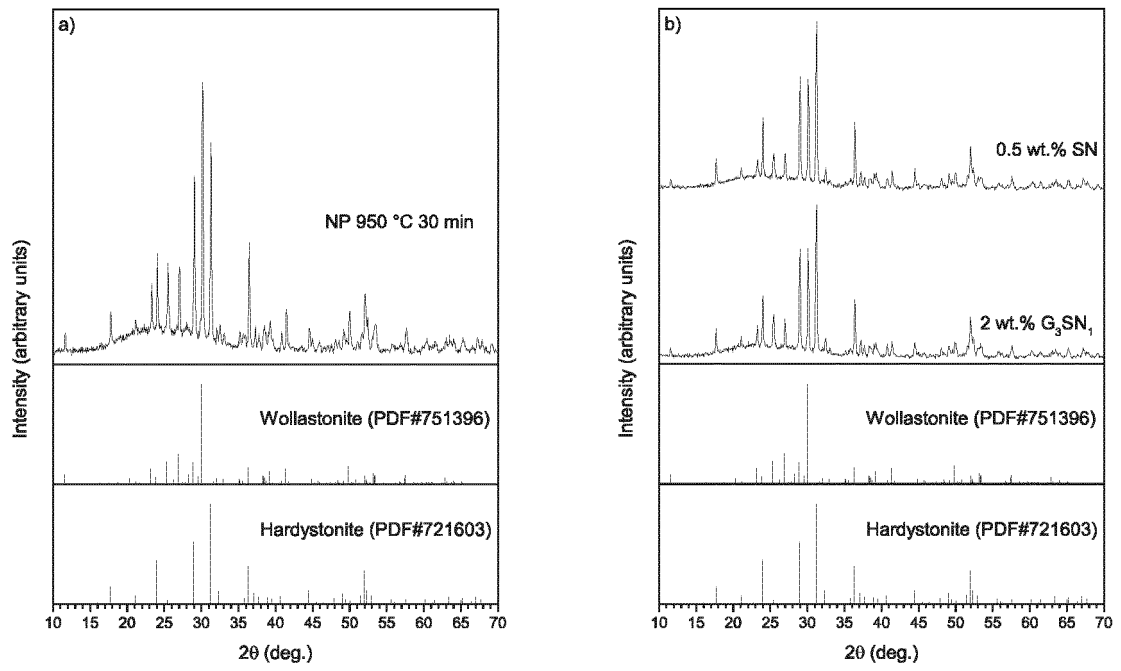 a)
NP 950 °C 30 min
Wollastonite (PDF#751396)
Hardystonite (PDF#721603)
Intensity (arbitrary units)
10 15 20 25 30 35 40 45 50 55 60 65 70
2θ (deg.)
b)
0.5 wt.% SN
2 wt.% G₃SN₁
Wollastonite (PDF#751396)
Hardystonite (PDF#721603)
Intensity (arbitrary units)
10 15 20 25 30 35 40 45 50 55 60 65 70
2θ (deg.)